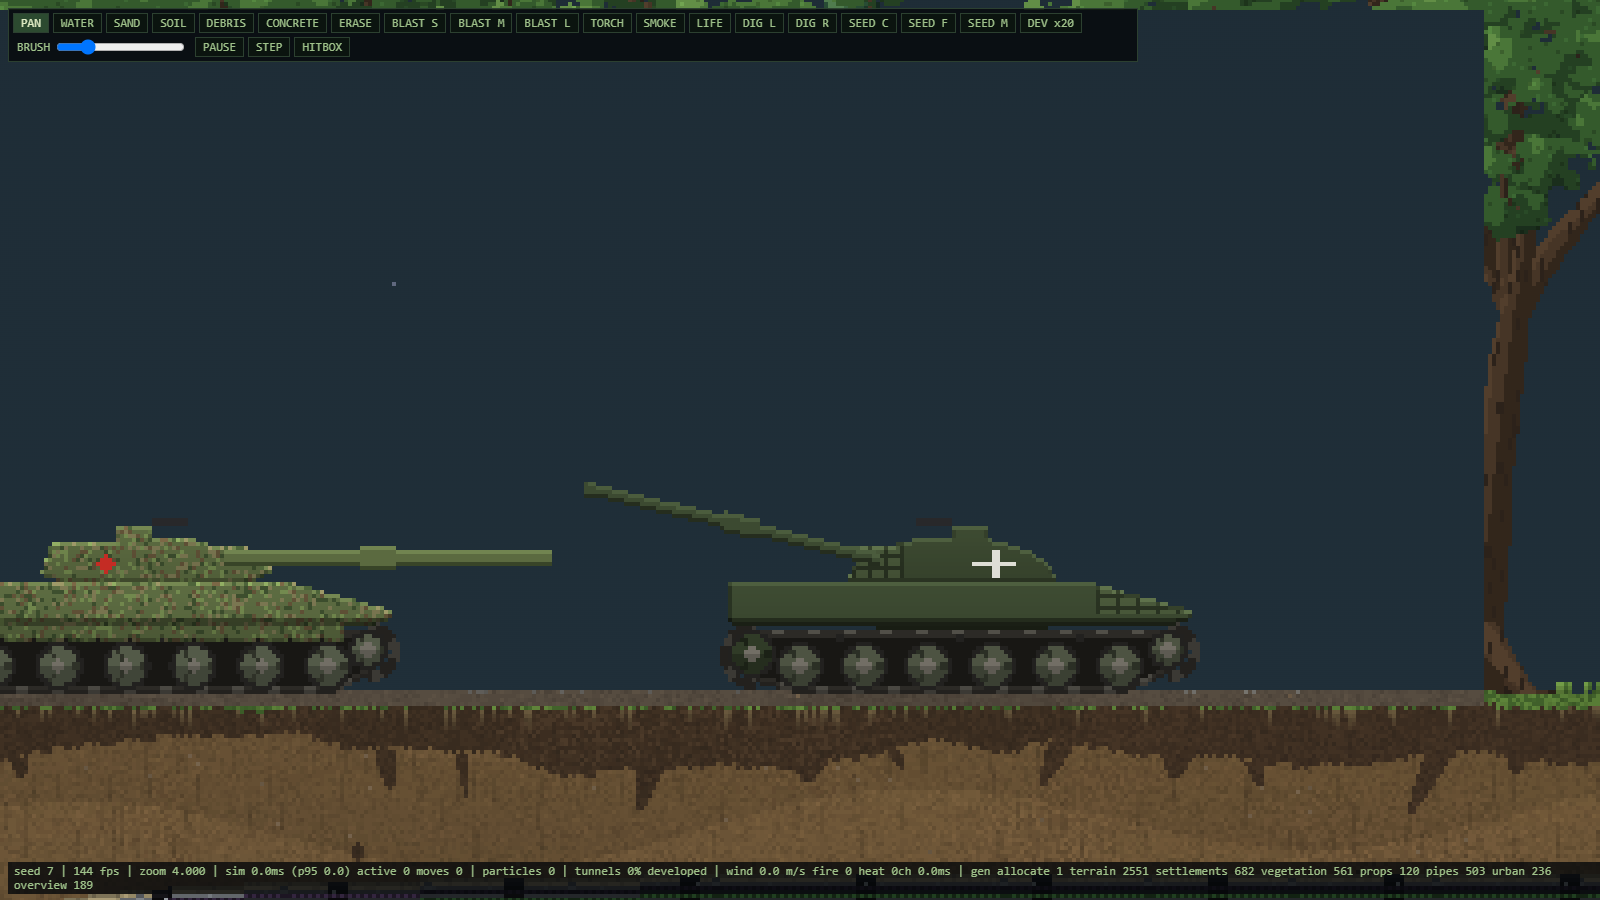 PAN WATER SAND SOIL DEBRIS CONCRETE ERASE BLAST S BLAST M BLAST L TORCH SMOKE LIFE DIG L DIG R SEED C SEED F SEED M DEV x20
BRUSH PAUSE STEP HITBOX
seed 7 | 144 fps | zoom 4.000 | sim 0.0ms (p95 0.0) active 0 moves 0 | particles 0 | tunnels 0% developed | wind 0.0 m/s fire 0 heat 0ch 0.0ms | gen allocate 1 terrain 2551 settlements 682 vegetation 561 props 120 pipes 503 urban 236
overview 189